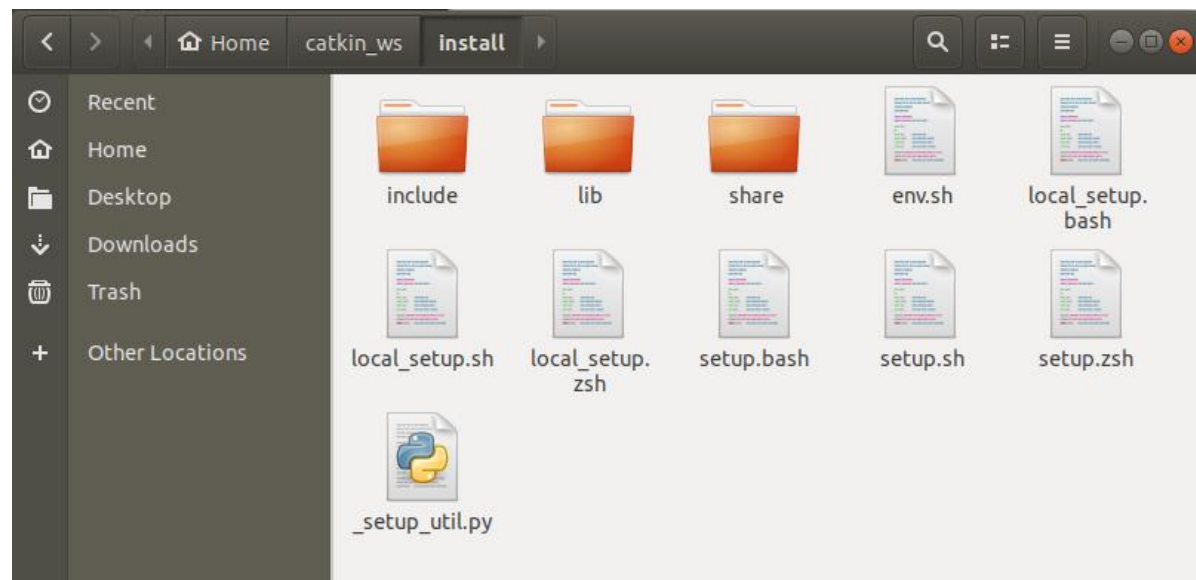 Home catkin_ws install
Recent
Home
Desktop
Downloads
Trash
Other Locations
include lib share env.sh local_setup.
bash
local_setup.sh local_setup. setup.bash setup.sh setup.zsh
zsh
_setup_util.py